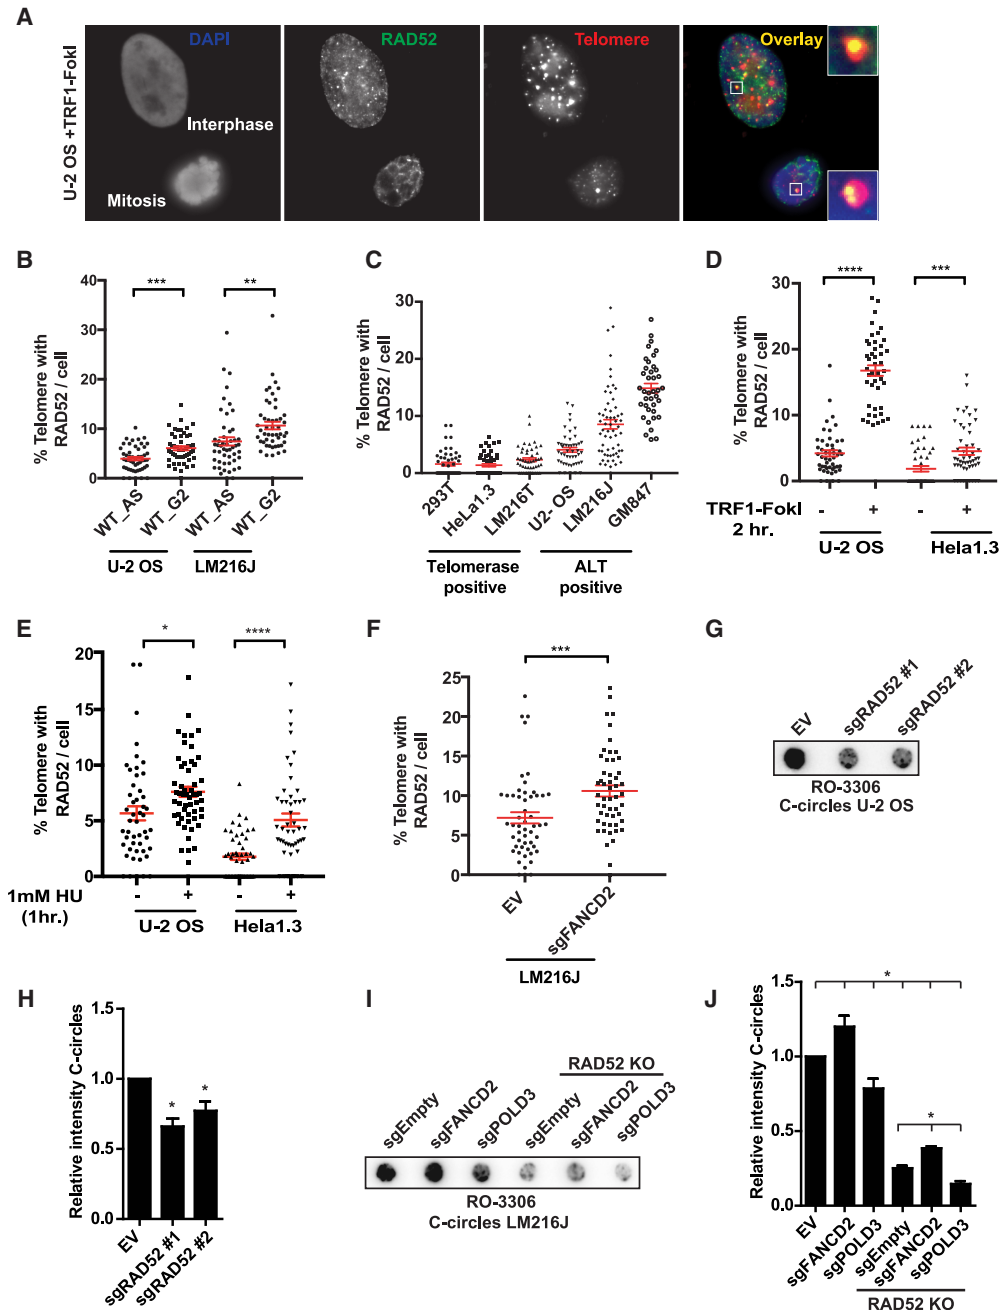 A
U-2 OS +TRF1-FokI
DAPI
RAD52
Telomere
Overlay
Interphase
Mitosis
B
% Telomere with
RAD52 / cell
40
30
20
10
0
***
**
WT_AS
WT_G2
WT_AS
WT_G2
U-2 OS
LM216J
C
% Telomere with
RAD52 / cell
30
20
10
0
293T
HeLa1.3
LM216T
U2- OS
LM216J
GM847
Telomerase
positive
ALT
positive
D
% Telomere with
RAD52 / cell
30
20
10
0
****
***
TRF1-FokI
2 hr.
- + - +
U-2 OS
Hela1.3
E
% Telomere with
RAD52 / cell
20
15
10
5
0
*
****
1mM HU
(1hr.)
- + - +
U-2 OS
Hela1.3
F
% Telomere with
RAD52 / cell
25
20
15
10
5
0
***
EV
sgFANCD2
LM216J
G
EV
sgRAD52 #1
sgRAD52 #2
RO-3306
C-circles U-2 OS
H
Relative intensity C-circles
1.5
1.0
0.5
0.0
*
*
EV
sgRAD52 #1
sgRAD52 #2
I
RAD52 KO
sgEmpty
sgFANCD2
sgPOLD3
sgEmpty
sgFANCD2
sgPOLD3
RO-3306
C-circles LM216J
J
Relative intensity C-circles
1.5
1.0
0.5
0.0
*
*
EV
sgFANCD2
sgPOLD3
sgEmpty
sgFANCD2
sgPOLD3
RAD52 KO